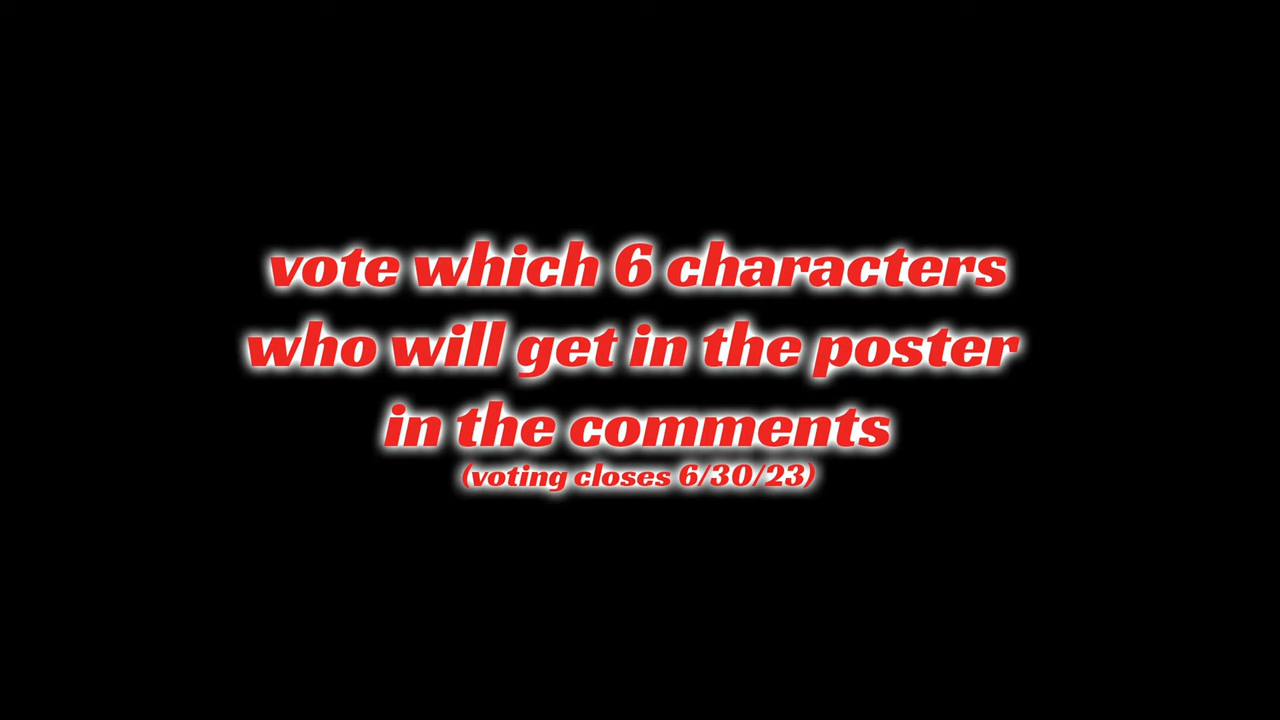 vote which 6 characters
who will get in the poster
in the comments
(voting closes 6/30/23)